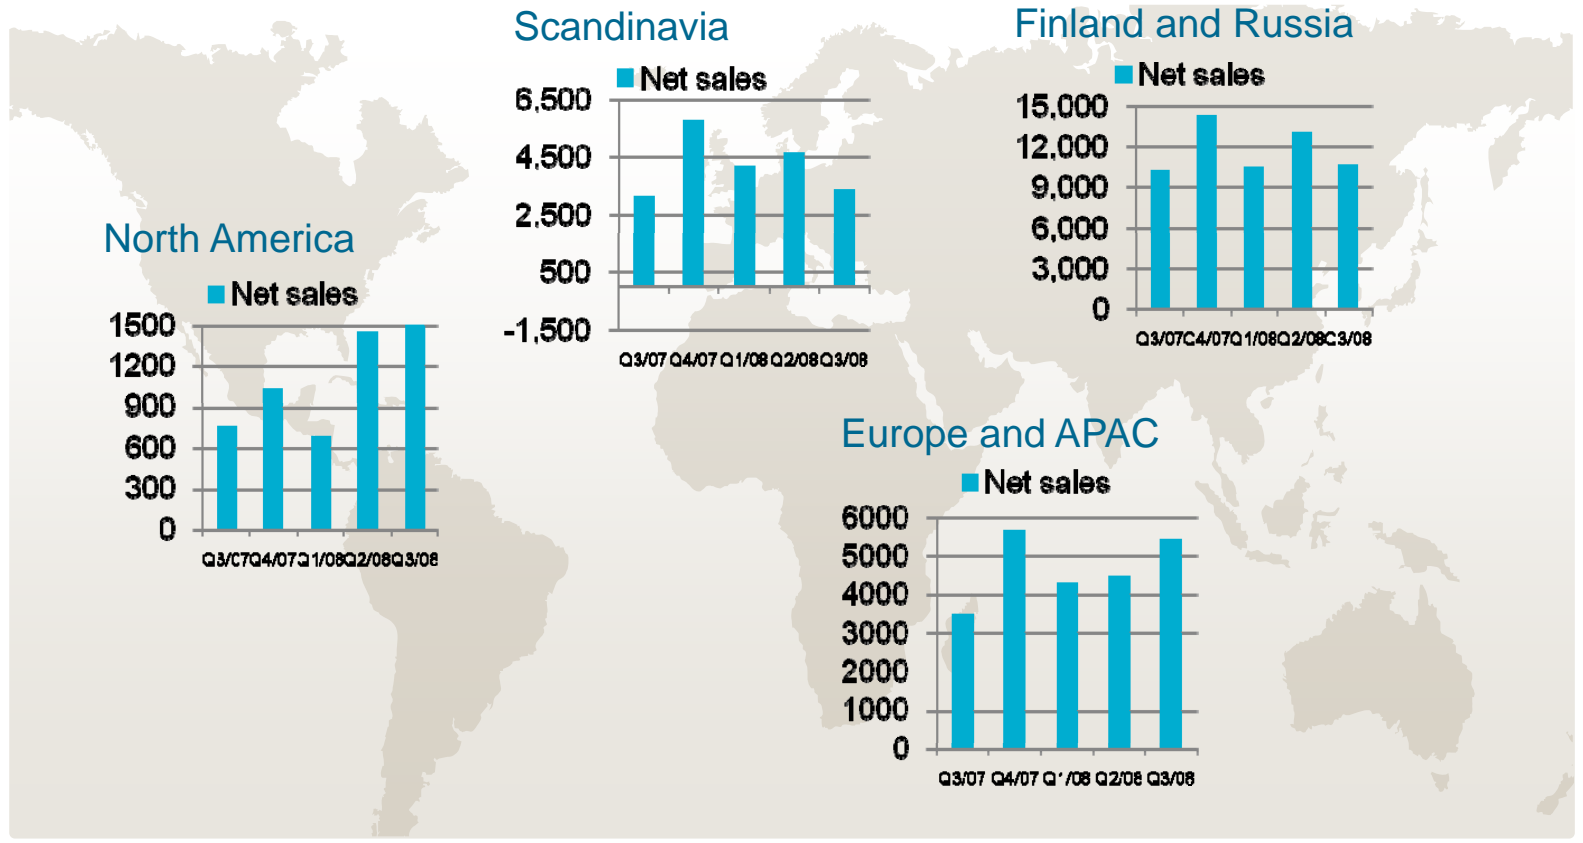 Scandinavia
Net sales
6,500
4,500
2,500
500
-1,500
Q3/07 Q4/07 Q1/08 Q2/08 Q3/08
Finland and Russia
Net sales
15,000
12,000
9,000
6,000
3,000
0
Q3/07 Q4/07 Q1/08 Q2/08 Q3/08
North America
Net sales
1500
1200
900
600
300
0
Q3/07 Q4/07 Q1/08 Q2/08 Q3/08
Europe and APAC
Net sales
6000
5000
4000
3000
2000
1000
0
Q3/07 Q4/07 Q1/08 Q2/08 Q3/08